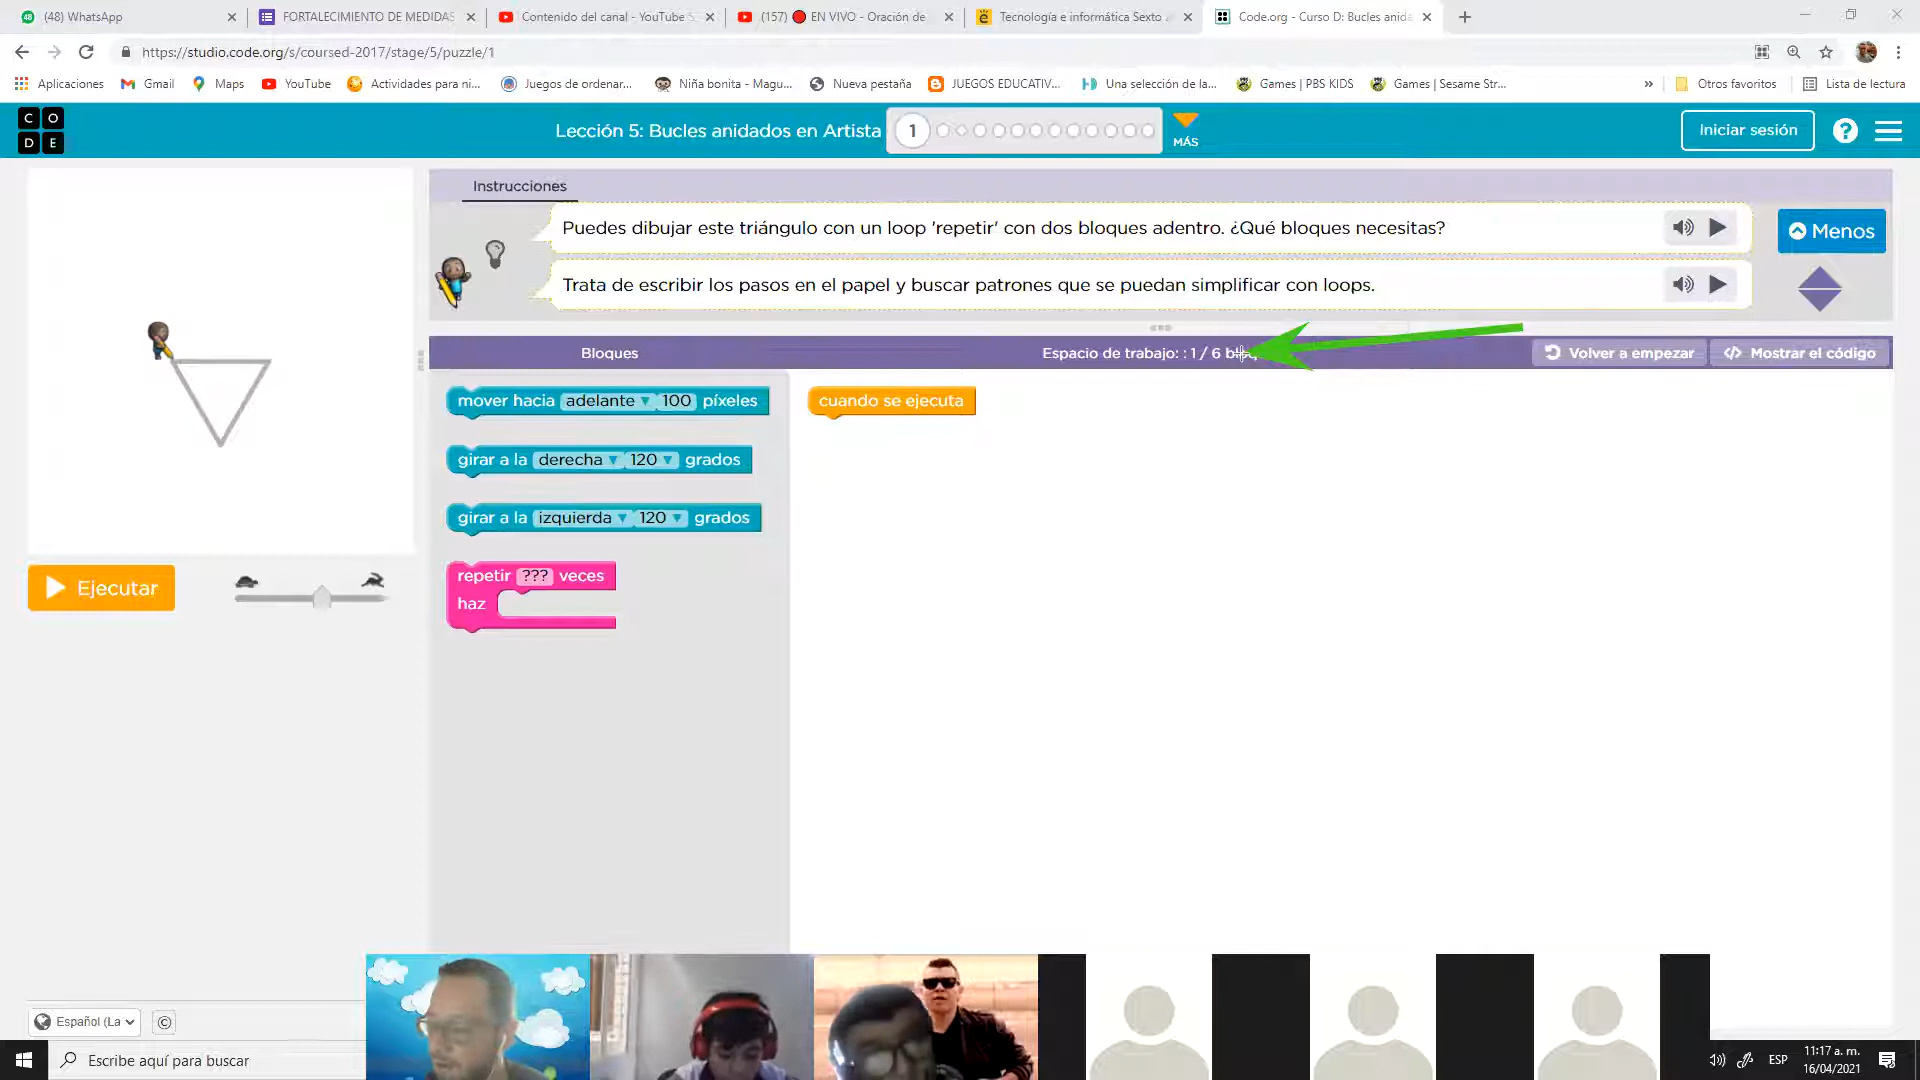 48
(48) WhatsApp
FORTALECIMIENTO DE MEDIDAS
Contenido del canal - YouTube S
(157) 🔴 EN VIVO - Oración de
Tecnología e informática Sexto
Code.org - Curso D: Bucles anida
https://studio.code.org/s/coursed-2017/stage/5/puzzle/1
Aplicaciones
Gmail
Maps
YouTube
Actividades para ni...
Juegos de ordenar...
Niña bonita - Magu...
Nueva pestaña
JUEGOS EDUCATIV...
Una selección de la...
Games | PBS KIDS
Games | Sesame Str...
»
Otros favoritos
Lista de lectura
C O
D E
Lección 5: Bucles anidados en Artista
1
MÁS
Iniciar sesión
?
Instrucciones
Puedes dibujar este triángulo con un loop 'repetir' con dos bloques adentro. ¿Qué bloques necesitas?
Menos
Trata de escribir los pasos en el papel y buscar patrones que se puedan simplificar con loops.
Bloques
Espacio de trabajo: : 1 / 6
Volver a empezar
</> Mostrar el código
mover hacia adelante 100 píxeles
girar a la derecha 120 grados
girar a la izquierda 120 grados
repetir ??? veces
haz
cuando se ejecuta
Ejecutar
Español (La
©
Escribe aquí para buscar
ESP
11:17 a. m.
16/04/2021